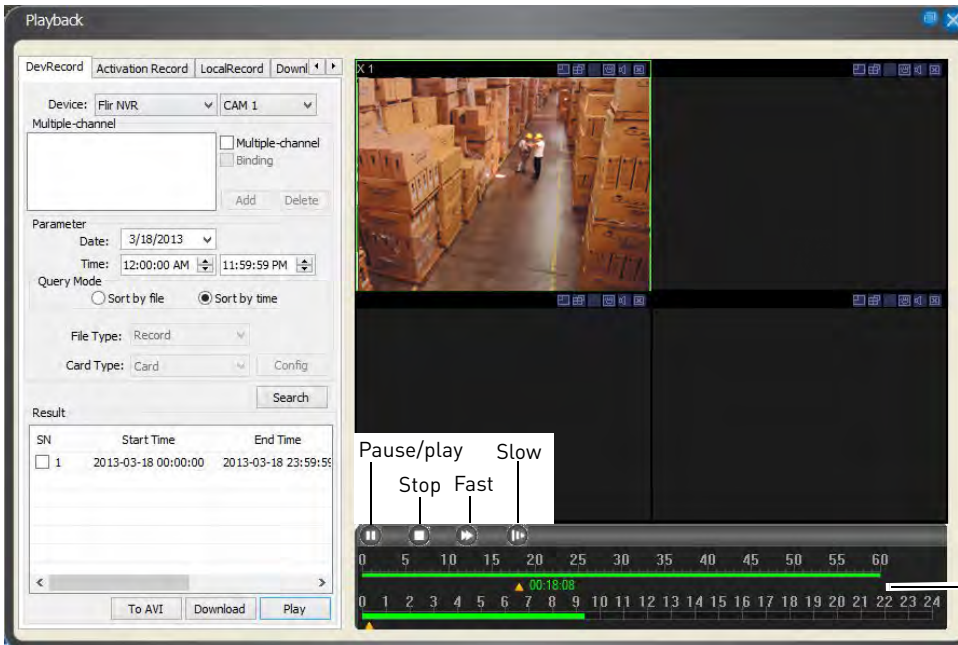 Playback
DevRecord Activation Record LocalRecord Downl
Device: Flir NVR CAM 1
Multiple-channel
Multiple-channel
Binding
Add Delete
Parameter
Date: 3/18/2013
Time: 12:00:00 AM 11:59:59 PM
Query Mode
Sort by file Sort by time
File Type: Record
Card Type: Card Config
Search
Result
SN Start Time End Time
1 2013-03-18 00:00:00 2013-03-18 23:59:59
To AVI Download Play
X 1
Pause/play Slow
Stop Fast
0 5 10 15 20 25 30 35 40 45 50 55 60
00:18:08
0 1 2 3 4 5 6 7 8 9 10 11 12 13 14 15 16 17 18 19 20 21 22 23 24